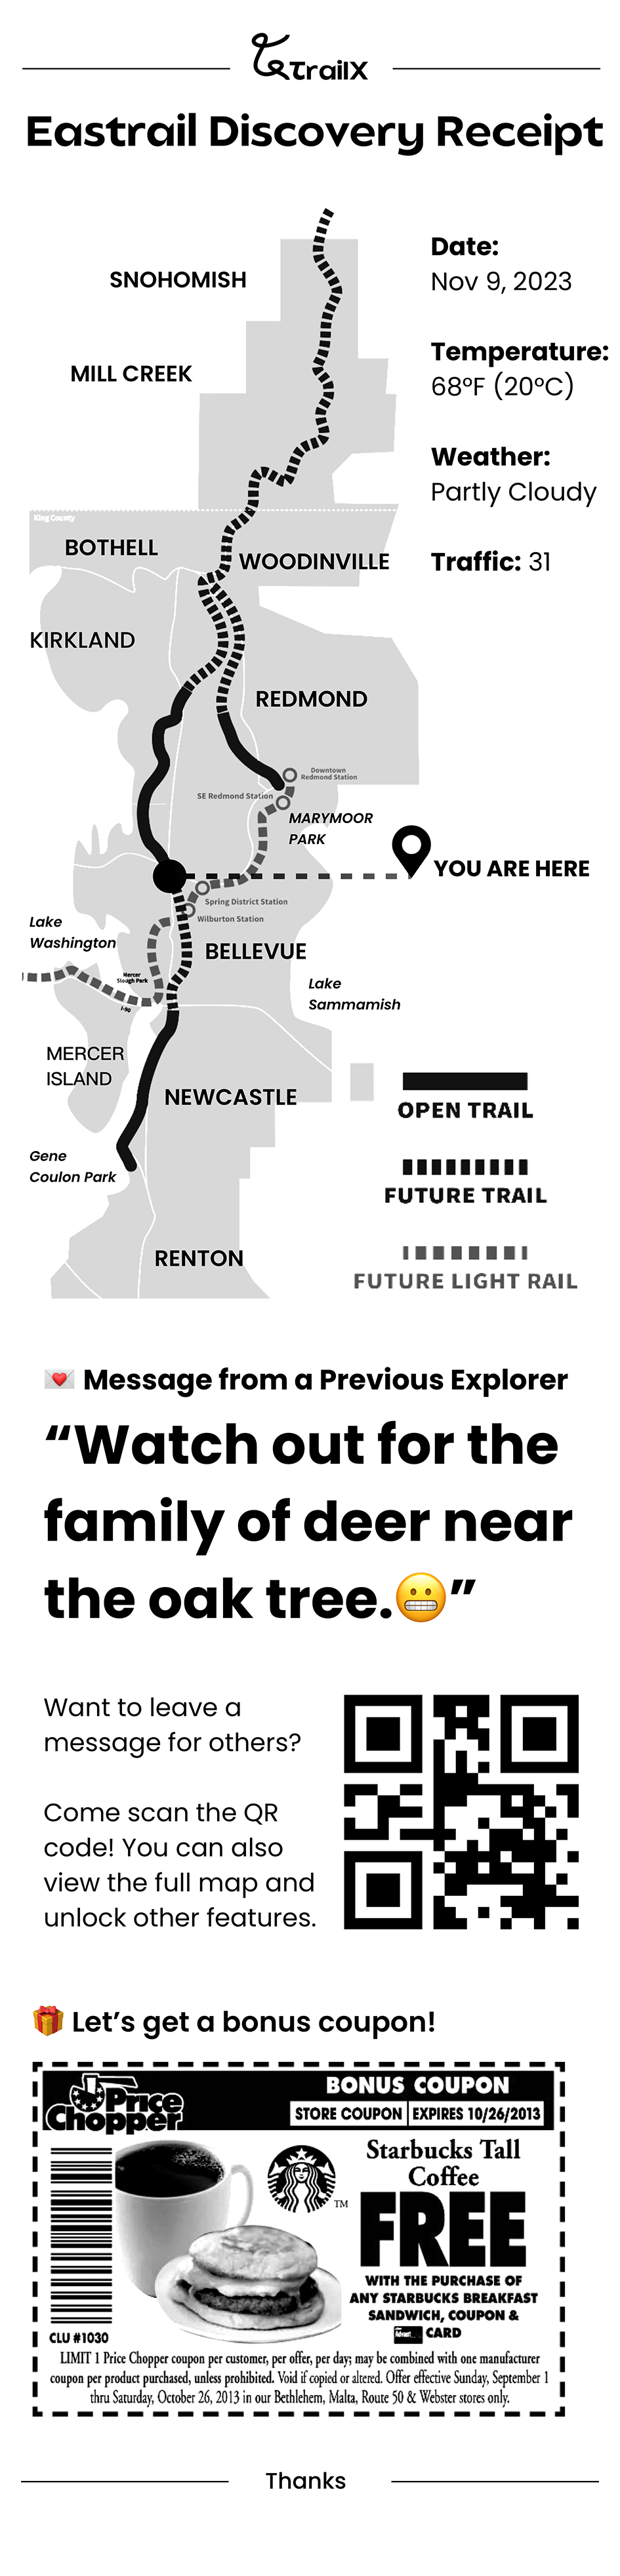 TrailX
Eastrail Discovery Receipt
Date:
Nov 9, 2023
SNOHOMISH
Temperature:
68°F (20°C)
MILL CREEK
Weather:
Partly Cloudy
King County
BOTHELL
WOODINVILLE
Traffic: 31
KIRKLAND
REDMOND
Downtown
Redmond Station
SE Redmond Station
MARYMOOR
PARK
YOU ARE HERE
Spring District Station
Wilburton Station
Lake
Washington
BELLEVUE
Mercer
Slough Park
Lake
Sammamish
I-90
MERCER
ISLAND
NEWCASTLE
OPEN TRAIL
Gene
Coulon Park
FUTURE TRAIL
RENTON
FUTURE LIGHT RAIL
💌 Message from a Previous Explorer
“Watch out for the
family of deer near
the oak tree.😬”
Want to leave a
message for others?
Come scan the QR
code! You can also
view the full map and
unlock other features.
🎁 Let’s get a bonus coupon!
Price
Chopper
BONUS COUPON
STORE COUPON EXPIRES 10/26/2013
Starbucks Tall
Coffee
TM
FREE
WITH THE PURCHASE OF
ANY STARBUCKS BREAKFAST
SANDWICH, COUPON &
CARD
CLU #1030
LIMIT 1 Price Chopper coupon per customer, per offer, per day; may be combined with one manufacturer
coupon per product purchased, unless prohibited. Void if copied or altered. Offer effective Sunday, September 1
thru Saturday, October 26, 2013 in our Bethlehem, Malta, Route 50 & Webster stores only.
Thanks